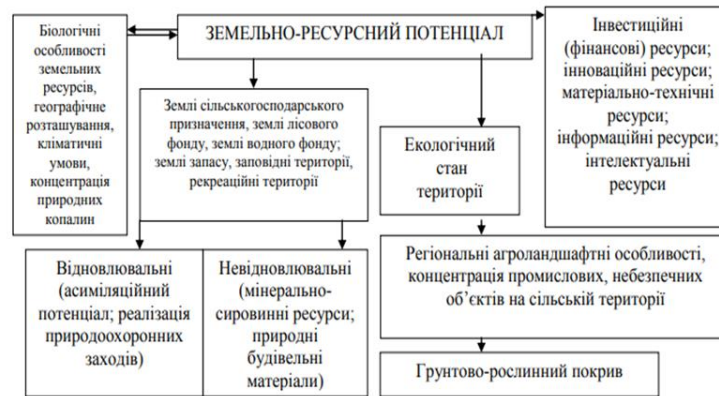 Біологічні
особливості
земельних
ресурсів,
географічне
розташування,
кліматичні
умови,
концентрація
природних
копалин
ЗЕМЕЛЬНО-РЕСУРСНИЙ ПОТЕНЦІАЛ
Інвестиційні
(фінансові) ресурси;
інноваційні ресурси;
матеріально-технічні
ресурси;
інформаційні ресурси;
інтелектуальні
ресурси
Землі сільськогосподарського
призначення, землі лісового
фонду, землі водного фонду;
землі запасу, заповідні території,
рекреаційні території
Екологічний
стан
території
Відновлювальні
(асиміляційний
потенціал; реалізація
природоохоронних
заходів)
Невідновлювальні
(мінерально-
сировинні ресурси;
природні
будівельні
матеріали)
Регіональні агроландшафтні особливості,
концентрація промислових, небезпечних
об’єктів на сільській території
Грунтово-рослинний покрив